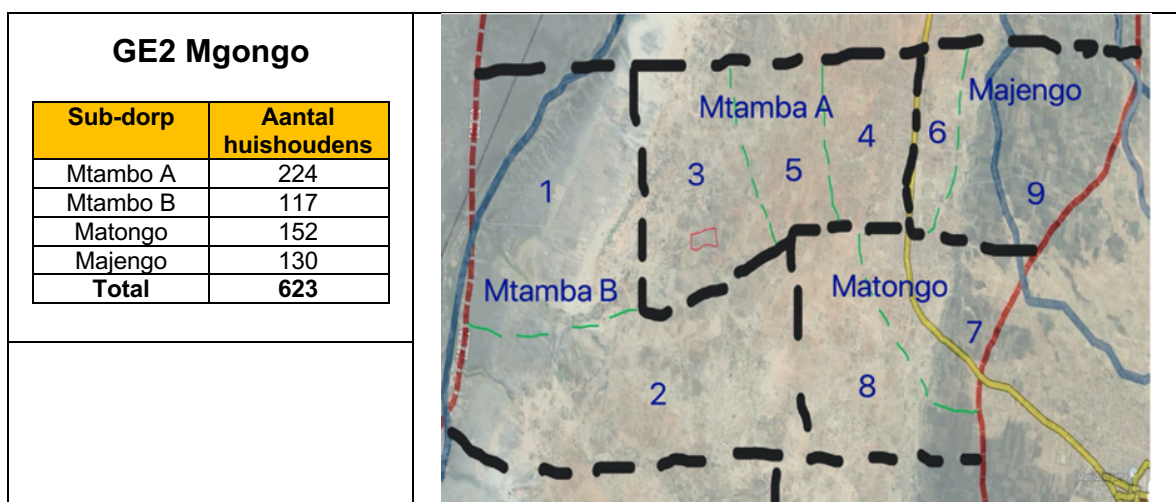 GE2 Mgongo
Sub-dorp Aantal huishoudens
Mtambo A 224
Mtambo B 117
Matongo 152
Majengo 130
Total 623
Mtamba A
Majengo
4
6
1
3
5
9
Mtamba B
Matongo
7
2
8